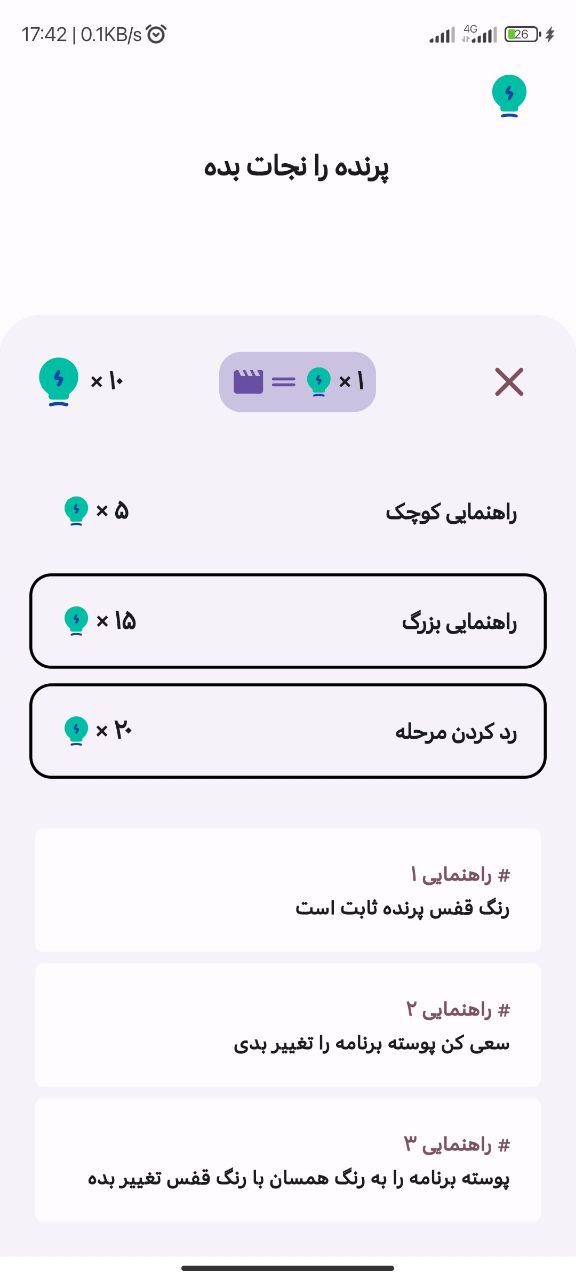 17:42 | 0.1KB/s
4G
26
پرنده را نجات بده
× ۱۰
= × ۱
راهنمایی کوچک
× ۵
راهنمایی بزرگ
× ۱۵
رد کردن مرحله
× ۲۰
# راهنمایی ۱
رنگ قفس پرنده ثابت است
# راهنمایی ۲
سعی کن پوسته برنامه را تغییر بدی
# راهنمایی ۳
پوسته برنامه را به رنگ همسان با رنگ قفس تغییر بده